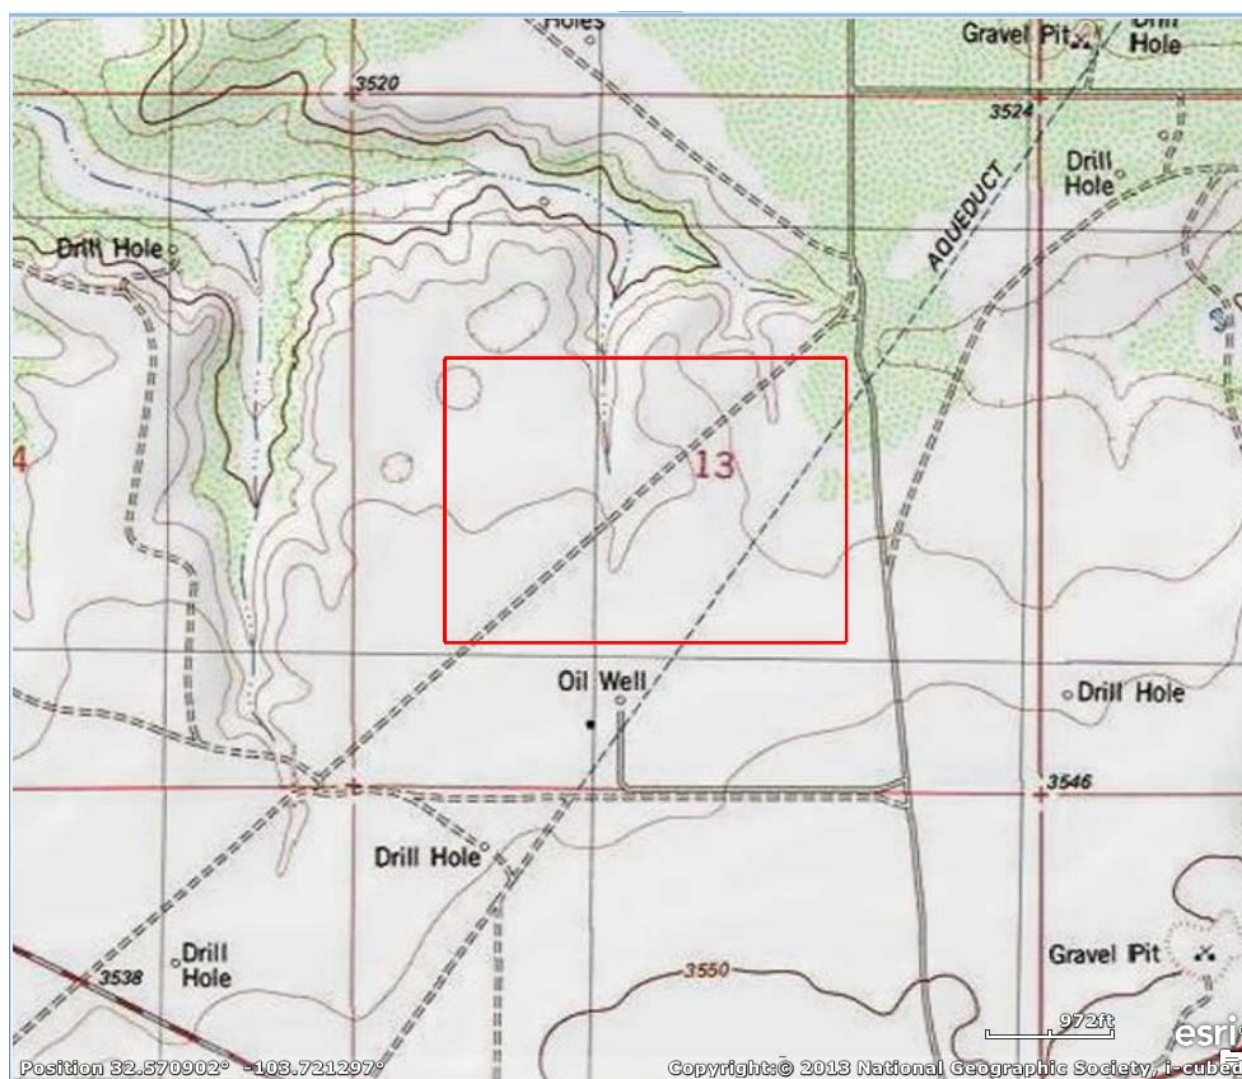 Holes
Gravel Pit
Drill
Hole
3520
3524
Drill
Hole
AQUEDUCT
Drill Hole
4
13
Oil Well
Drill Hole
3546
Drill Hole
Drill
Hole
3538
3550
Gravel Pit
972ft
esri
Position 32.570902° -103.721297°
Copyright:© 2013 National Geographic Society, i-cubed